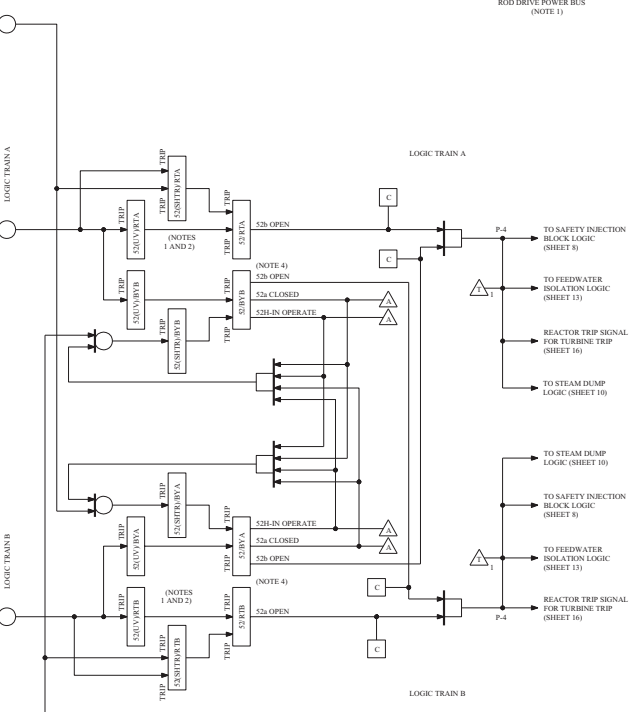 ROD DRIVE POWER BUS
(NOTE 1)
LOGIC TRAIN A
LOGIC TRAIN A
TRIP
TRIP
52(SHTR)/RTA
TRIP
52(UV)/RTA
(NOTES
1 AND 2)
TRIP
TRIP
52/RTA
52b OPEN
C
C
P-4
TO SAFETY INJECTION
BLOCK LOGIC
(SHEET 8)
T
1
TO FEEDWATER
ISOLATION LOGIC
(SHEET 13)
REACTOR TRIP SIGNAL
FOR TURBINE TRIP
(SHEET 16)
TO STEAM DUMP
LOGIC (SHEET 10)
(NOTE 4)
TRIP
52(UV)/BYB
TRIP
52(SHTR)/BYB
TRIP
TRIP
52/BYB
52b OPEN
52a CLOSED
A
52H-IN OPERATE
A
LOGIC TRAIN B
TRIP
52(SHTR)/BYA
TRIP
52(UV)/BYA
TRIP
TRIP
52/BYA
52H-IN OPERATE
A
52a CLOSED
A
52b OPEN
(NOTE 4)
TO STEAM DUMP
LOGIC (SHEET 10)
TO SAFETY INJECTION
BLOCK LOGIC
(SHEET 8)
T
1
TO FEEDWATER
ISOLATION LOGIC
(SHEET 13)
REACTOR TRIP SIGNAL
FOR TURBINE TRIP
(SHEET 16)
P-4
C
C
TRIP
52(UV)/RTB
(NOTES
1 AND 2)
TRIP
TRIP
52(SHTR)/RTB
TRIP
TRIP
52/RTB
52a OPEN
LOGIC TRAIN B